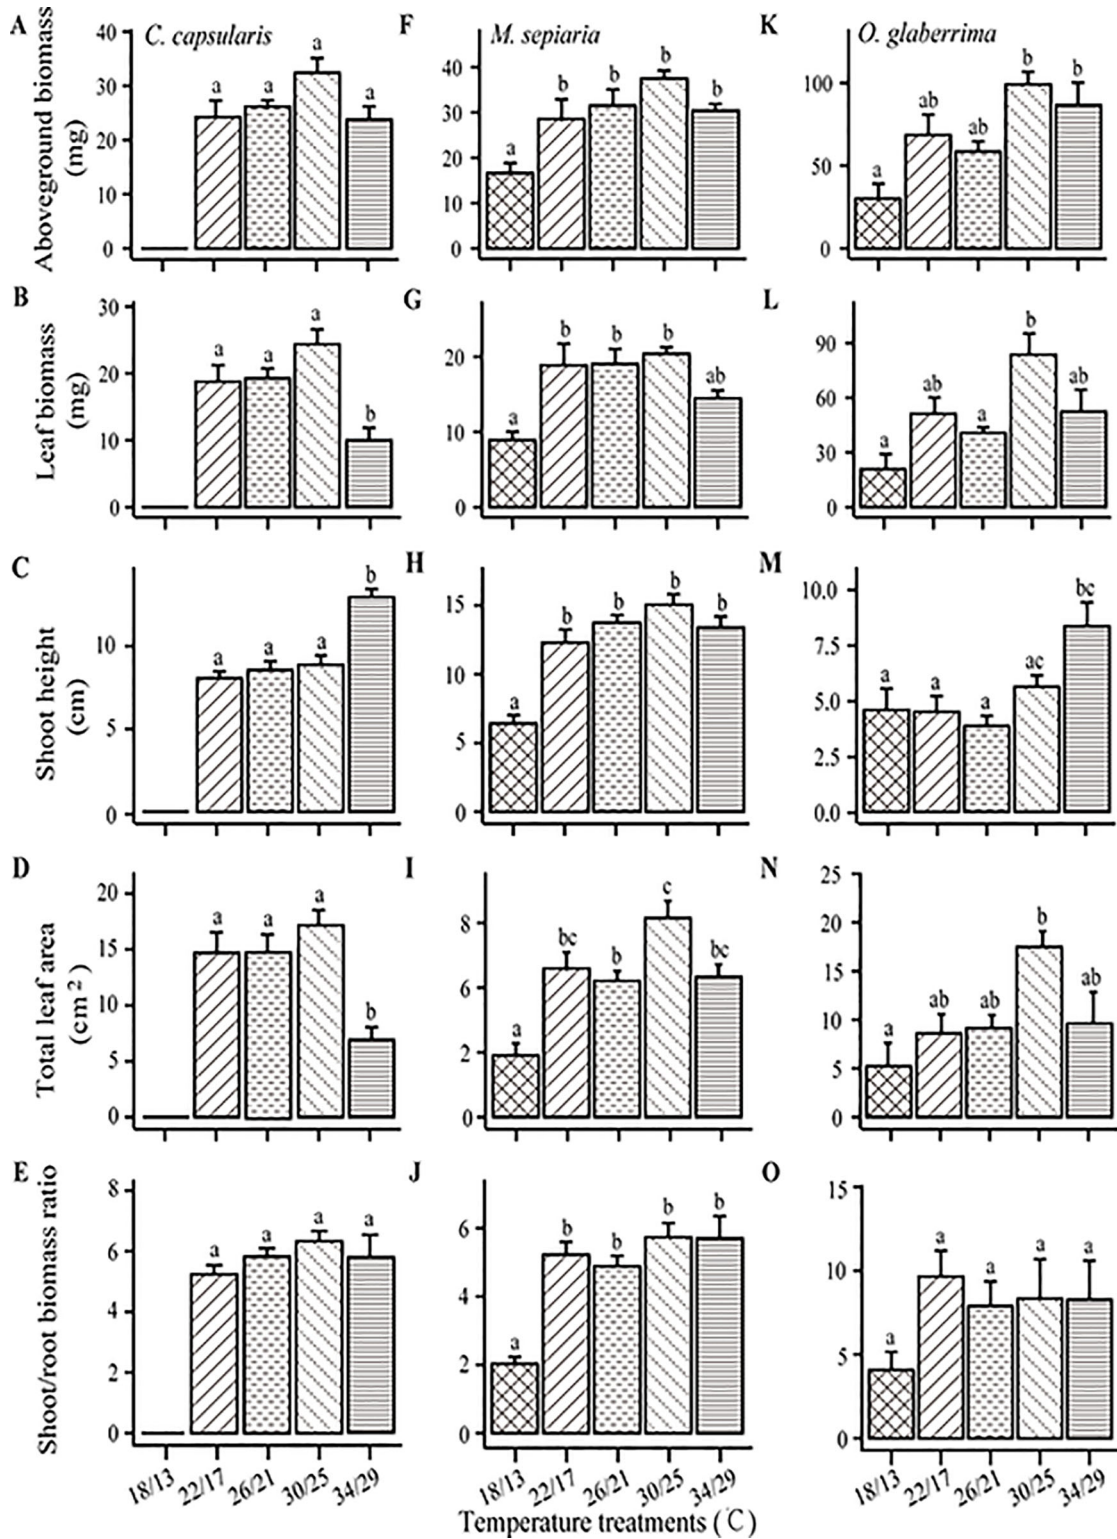 A
C. capsularis
Aboveground biomass
(mg)
40
30
20
10
0
a
a
a
a
F
M. sepiaria
40
30
20
10
0
a
b
b
b
b
K
O. glaberrima
100
50
0
a
ab
ab
b
b
B
Leaf biomass
(mg)
30
20
10
0
a
a
a
b
G
20
10
0
a
b
b
b
ab
L
90
60
30
0
a
ab
a
b
ab
C
Shoot height
(cm)
10
5
0
a
a
a
b
H
15
10
5
0
a
b
b
b
b
M
10.0
7.5
5.0
2.5
0.0
a
a
a
ac
bc
D
Total leaf area
(cm²)
20
15
10
5
0
a
a
a
b
I
8
6
2
0
a
bc
b
c
bc
N
25
20
15
10
5
0
a
ab
ab
b
ab
E
Shoot/root biomass ratio
8
6
4
2
0
a
a
a
a
18/13
22/17
26/21
30/25
34/29
J
6
4
2
0
a
b
b
b
b
18/13
22/17
26/21
30/25
34/29
O
15
10
5
0
a
a
a
a
a
18/13
22/17
26/21
30/25
34/29
Temperature treatments (℃)